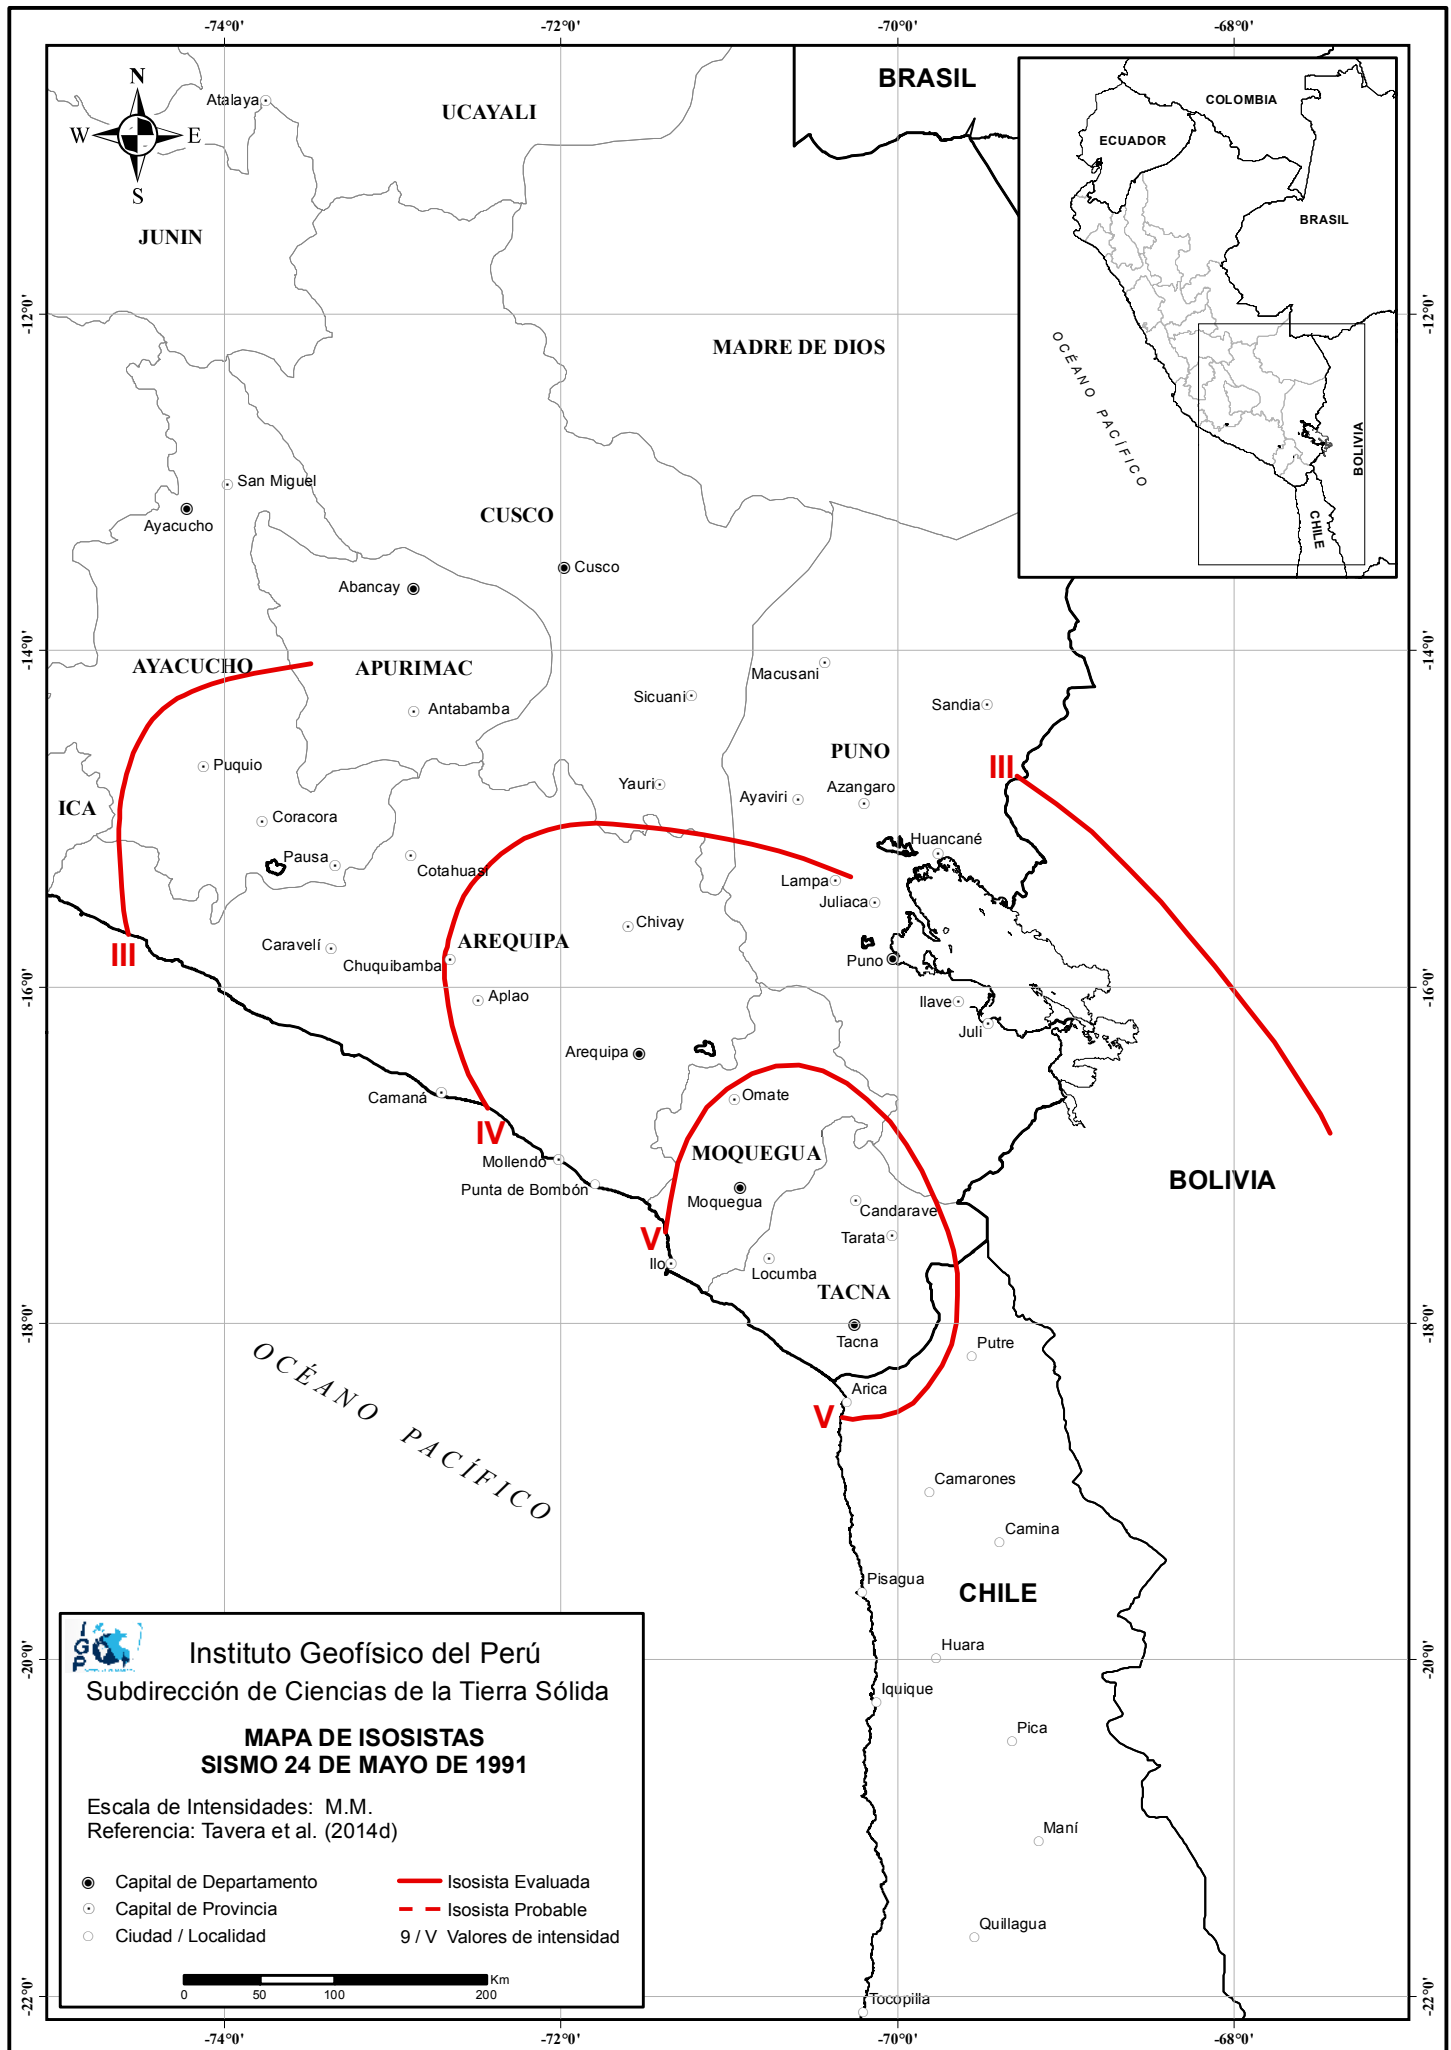 -74°0'
-72°0'
-70°0'
-68°0'
N
W
E
S
Atalaya
UCAYALI
BRASIL
JUNIN
COLOMBIA
ECUADOR
BRASIL
OCÉANO PACÍFICO
BOLIVIA
CHILE
-12°0'
-12°0'
MADRE DE DIOS
San Miguel
Ayacucho
CUSCO
Cusco
Abancay
-14°0'
-14°0'
AYACUCHO
APURIMAC
Macusani
Sicuani
Sandia
Antabamba
PUNO
III
Puquio
Yauri
Ayaviri
Azangaro
ICA
Coracora
Huancané
Pausa
Cotahuasi
Lampa
Juliaca
Chivay
III
Caravelí
AREQUIPA
Chuquibamba
Puno
-16°0'
-16°0'
Aplao
Ilave
Juli
Arequipa
Camaná
Omate
IV
Mollendo
MOQUEGUA
Punta de Bombón
Moquegua
BOLIVIA
Candarave
V
Tarata
Ilo
Locumba
TACNA
-18°0'
-18°0'
Tacna
Putre
OCÉANO PACÍFICO
Arica
V
Camarones
Camina
Pisagua
CHILE
Huara
-20°0'
-20°0'
Iquique
Pica
Maní
Quillagua
Tocopilla
-22°0'
-22°0'
IGP
Instituto Geofísico del Perú
Subdirección de Ciencias de la Tierra Sólida
MAPA DE ISOSISTAS
SISMO 24 DE MAYO DE 1991
Escala de Intensidades: M.M.
Referencia: Tavera et al. (2014d)
Capital de Departamento
Isosista Evaluada
Capital de Provincia
Isosista Probable
Ciudad / Localidad
9 / V Valores de intensidad
Km
0 50 100 200
-74°0'
-72°0'
-70°0'
-68°0'